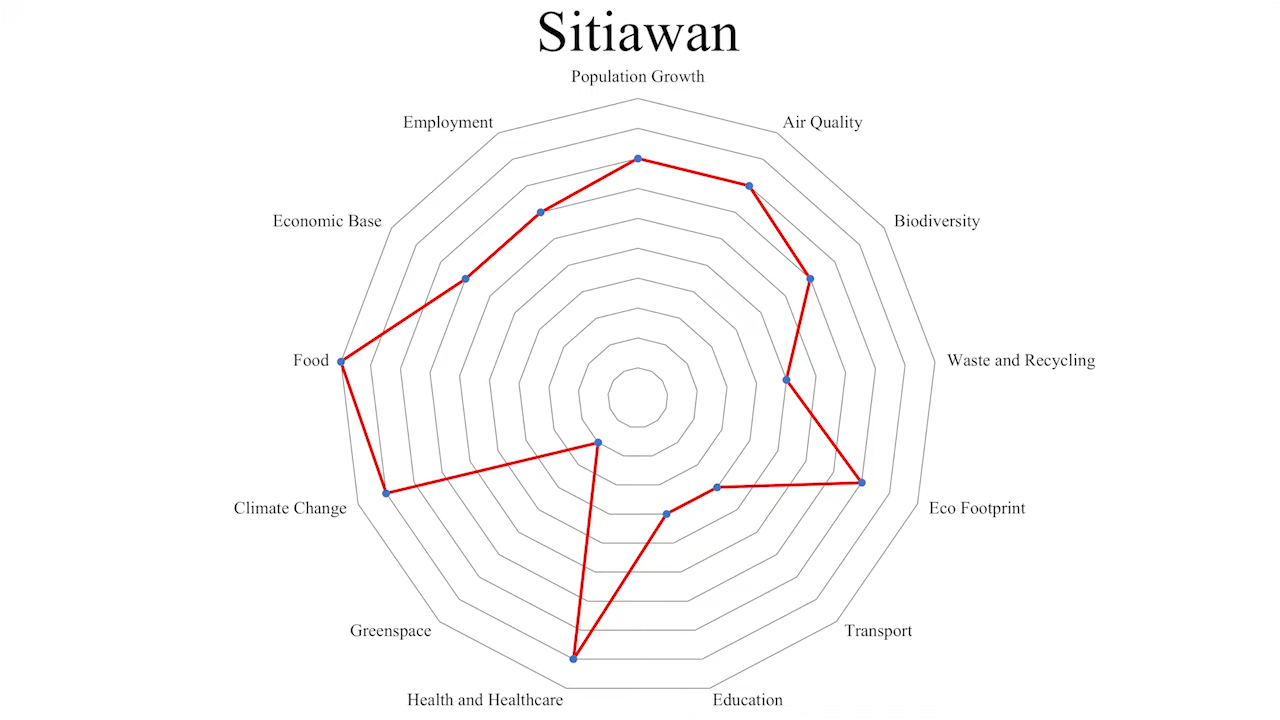 Sitiawan
Population Growth
Employment
Air Quality
Economic Base
Biodiversity
Food
Waste and Recycling
Climate Change
Eco Footprint
Greenspace
Transport
Health and Healthcare
Education